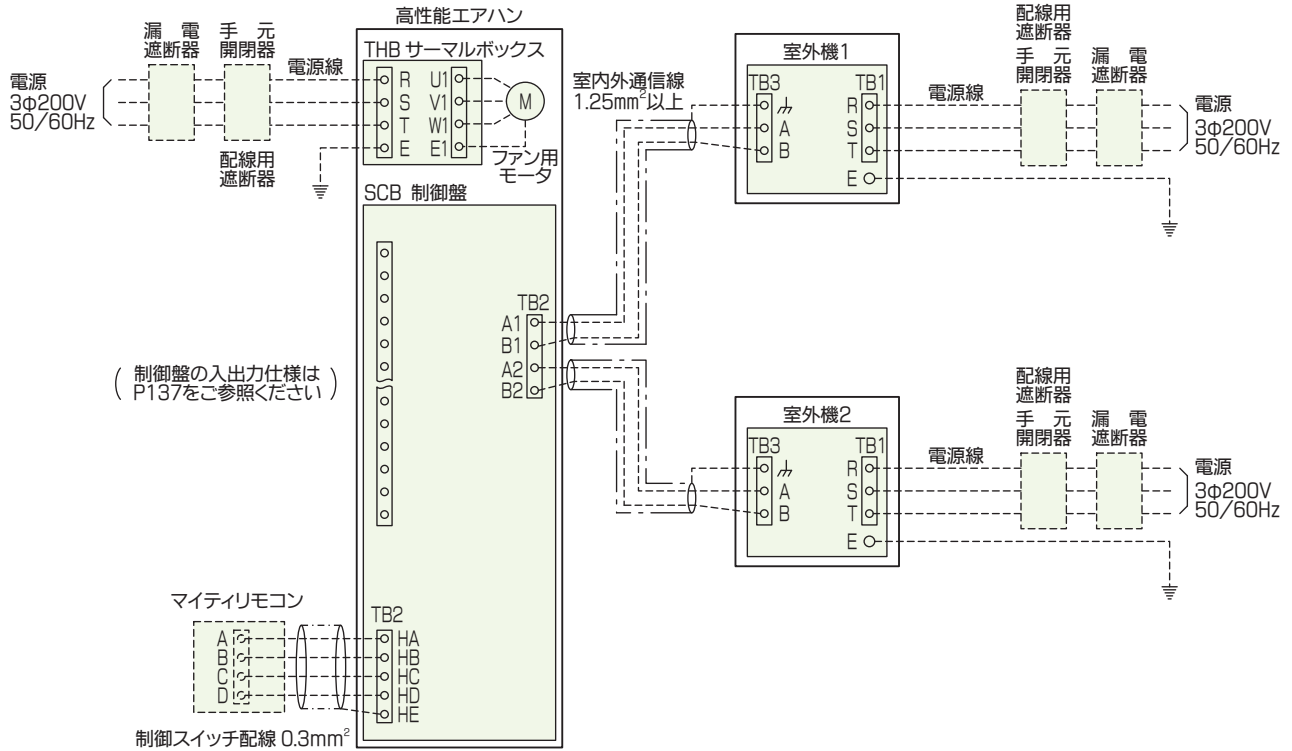 高性能エアハン
漏電
遮断器
手元
開閉器
電源線
電源
3φ200V
50/60Hz
配線用
遮断器
THB サーマルボックス
R U1
S V1
T W1
E E1
M
ファン用
モータ
SCB 制御盤
TB2
A1
B1
A2
B2
(制御盤の入出力仕様は
P137をご参照ください)
マイティリモコン
A
B
C
D
TB2
HA
HB
HC
HD
HE
制御スイッチ配線 0.3mm²
室内外通信線
1.25mm²以上
室外機1
TB3 TB1
A
B
R
S
T
E
電源線
配線用
遮断器
手元
開閉器
漏電
遮断器
電源
3φ200V
50/60Hz
室外機2
TB3 TB1
A
B
R
S
T
E
電源線
配線用
遮断器
手元
開閉器
漏電
遮断器
電源
3φ200V
50/60Hz